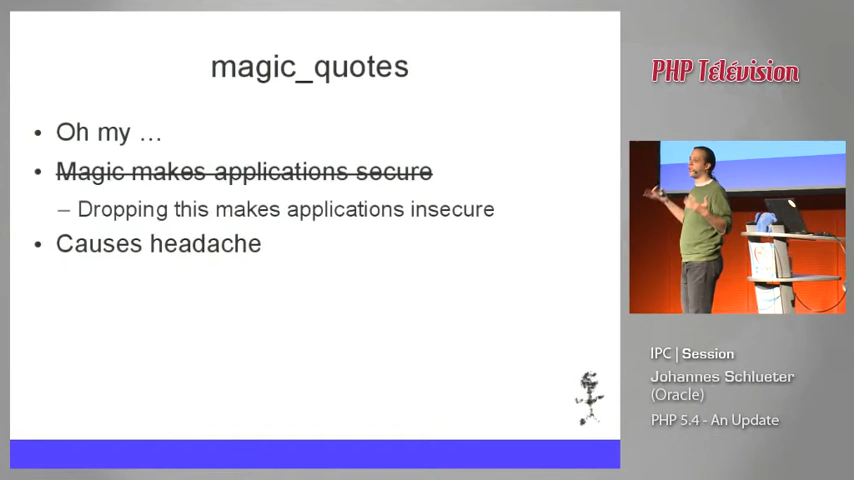 magic_quotes
• Oh my …
• Magic makes applications secure
– Dropping this makes applications insecure
• Causes headache
PHP Télévision
IPC | Session
Johannes Schlueter
(Oracle)
PHP 5.4 - An Update